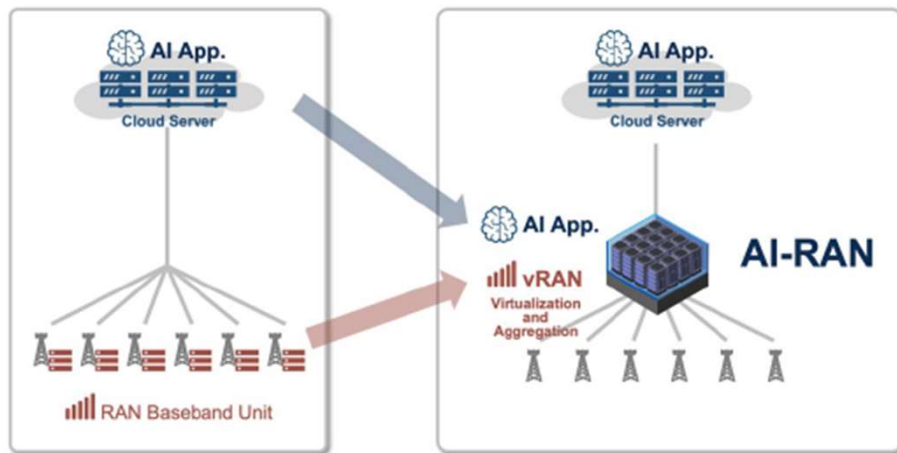 AI App.
Cloud Server
RAN Baseband Unit
AI App.
Cloud Server
AI App.
vRAN
Virtualization
and
Aggregation
AI-RAN